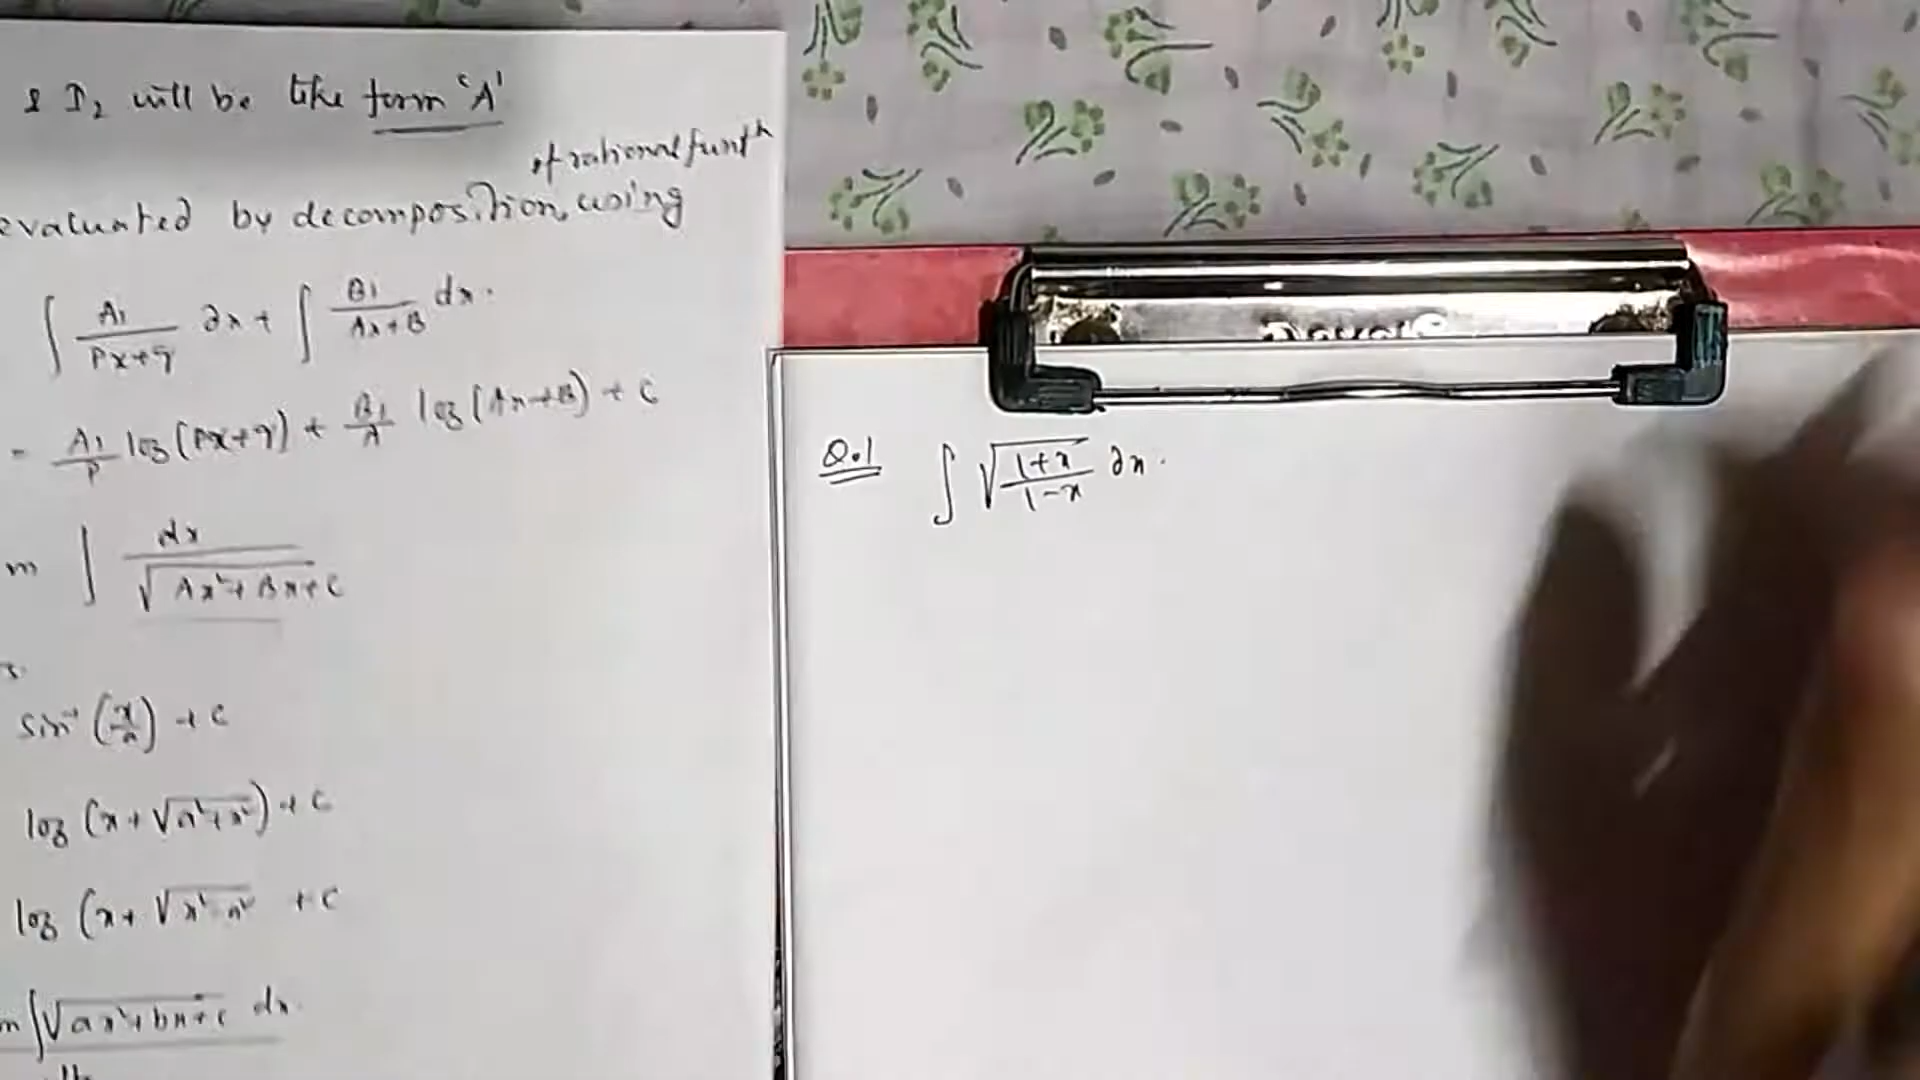 & I₂ will be like form 'A'
of rational funtⁿ
evaluated by decomposition, using
∫ A₁/(Px+q) dx + ∫ B₁/(Ax+B) dx.
= A₁/P log(Px+q) + B₁/A log(Ax+B) + C
m ∫ dx/√(Ax²+Bx+C)
s.
sin⁻¹(x/a) + C
log(x+√(a²+x²)) + C
log(x+√(x²-a²) + C
m ∫√(ax²+bx+c) dx.
Q.1 ∫ √((1+x)/(1-x)) dx.